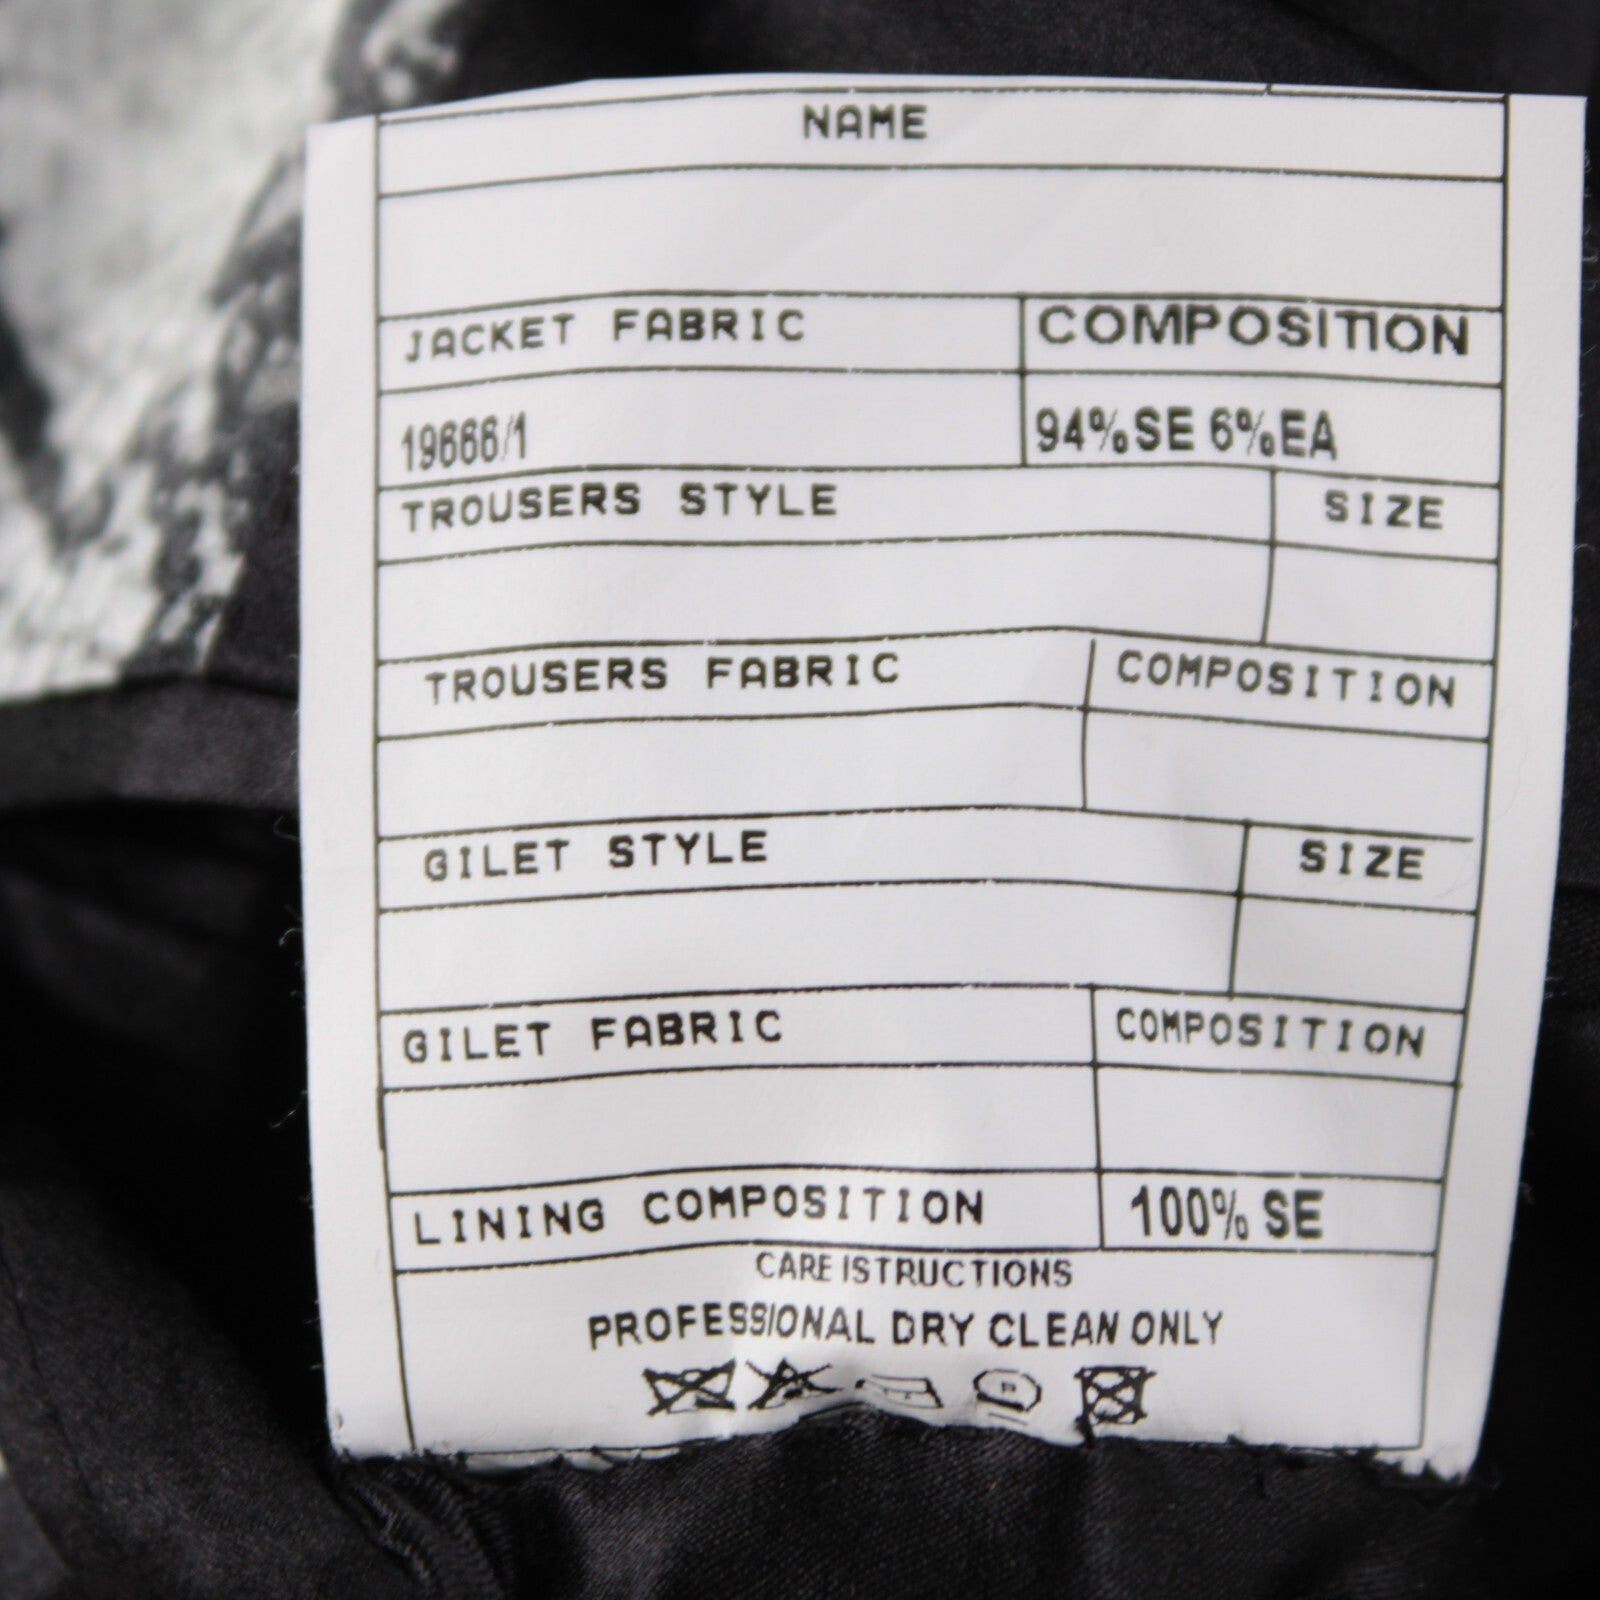 NAME
JACKET FABRIC COMPOSITION
19666/1 94% SE 6% EA
TROUSERS STYLE SIZE
TROUSERS FABRIC COMPOSITION
GILET STYLE SIZE
GILET FABRIC COMPOSITION
LINING COMPOSITION 100% SE
CARE ISTRUCTIONS
PROFESSIONAL DRY CLEAN ONLY
P